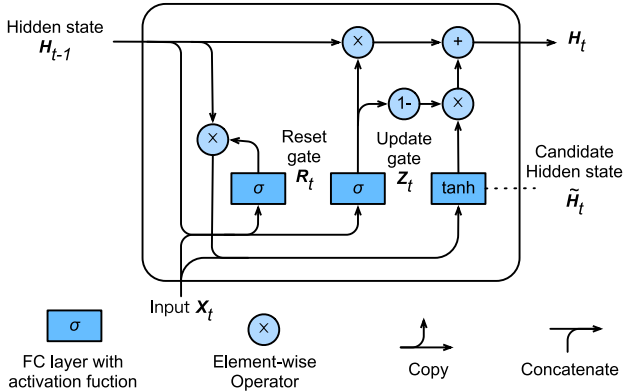 Hidden state
H_{t-1}
×
+
H_t
1-
×
×
Reset
gate
R_t
Update
gate
Z_t
Candidate
Hidden state
H̃_t
σ
σ
tanh
Input X_t
σ
×
FC layer with
activation fuction
Element-wise
Operator
Copy
Concatenate